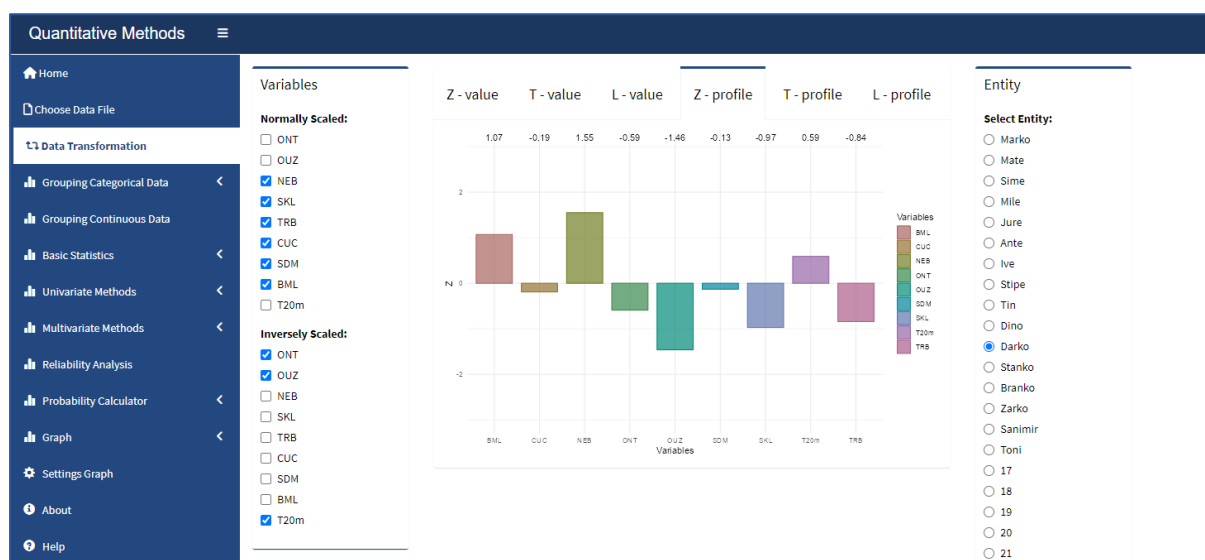 Quantitative Methods
Home
Choose Data File
Data Transformation
Grouping Categorical Data
Grouping Continuous Data
Basic Statistics
Univariate Methods
Multivariate Methods
Reliability Analysis
Probability Calculator
Graph
Settings Graph
About
Help
Variables
Normally Scaled:
ONT
OUZ
NEB
SKL
TRB
CUC
SDM
BML
T20m
Inversely Scaled:
ONT
OUZ
NEB
SKL
TRB
CUC
SDM
BML
T20m
Z - value T - value L - value Z - profile T - profile L - profile
1.07 -0.19 1.55 -0.59 -1.46 -0.13 -0.97 0.59 -0.84
2
0
-2
Z
BML CUC NEB ONT OUZ SDM SKL T20m TRB
Variables
Variables
BML
CUC
NEB
ONT
OUZ
SDM
SKL
T20m
TRB
Entity
Select Entity:
Marko
Mate
Sime
Mile
Jure
Ante
Ive
Stipe
Tin
Dino
Darko
Stanko
Branko
Zarko
Sanimir
Toni
17
18
19
20
21